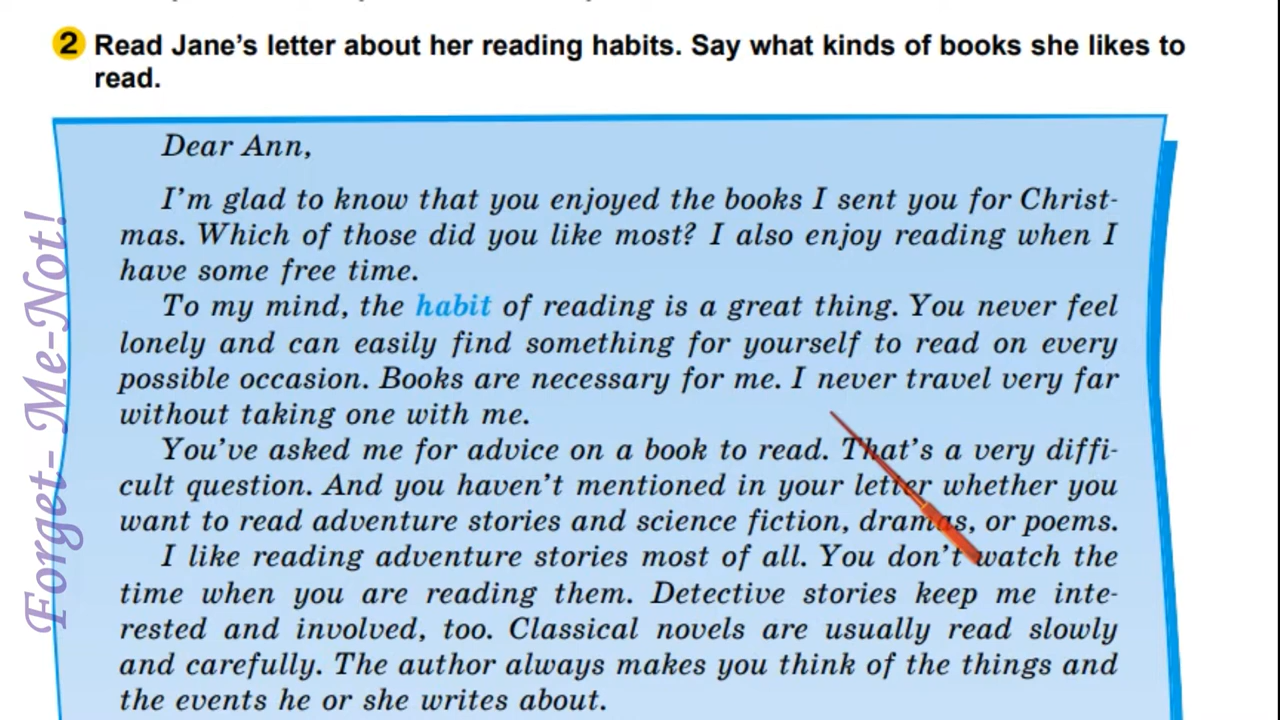 2 Read Jane's letter about her reading habits. Say what kinds of books she likes to
read.
Dear Ann,
I'm glad to know that you enjoyed the books I sent you for Christ-
mas. Which of those did you like most? I also enjoy reading when I
have some free time.
To my mind, the habit of reading is a great thing. You never feel
lonely and can easily find something for yourself to read on every
possible occasion. Books are necessary for me. I never travel very far
without taking one with me.
You've asked me for advice on a book to read. That's a very diffi-
cult question. And you haven't mentioned in your letter whether you
want to read adventure stories and science fiction, dramas, or poems.
I like reading adventure stories most of all. You don't watch the
time when you are reading them. Detective stories keep me inte-
rested and involved, too. Classical novels are usually read slowly
and carefully. The author always makes you think of the things and
the events he or she writes about.
Forget- Me-Not!